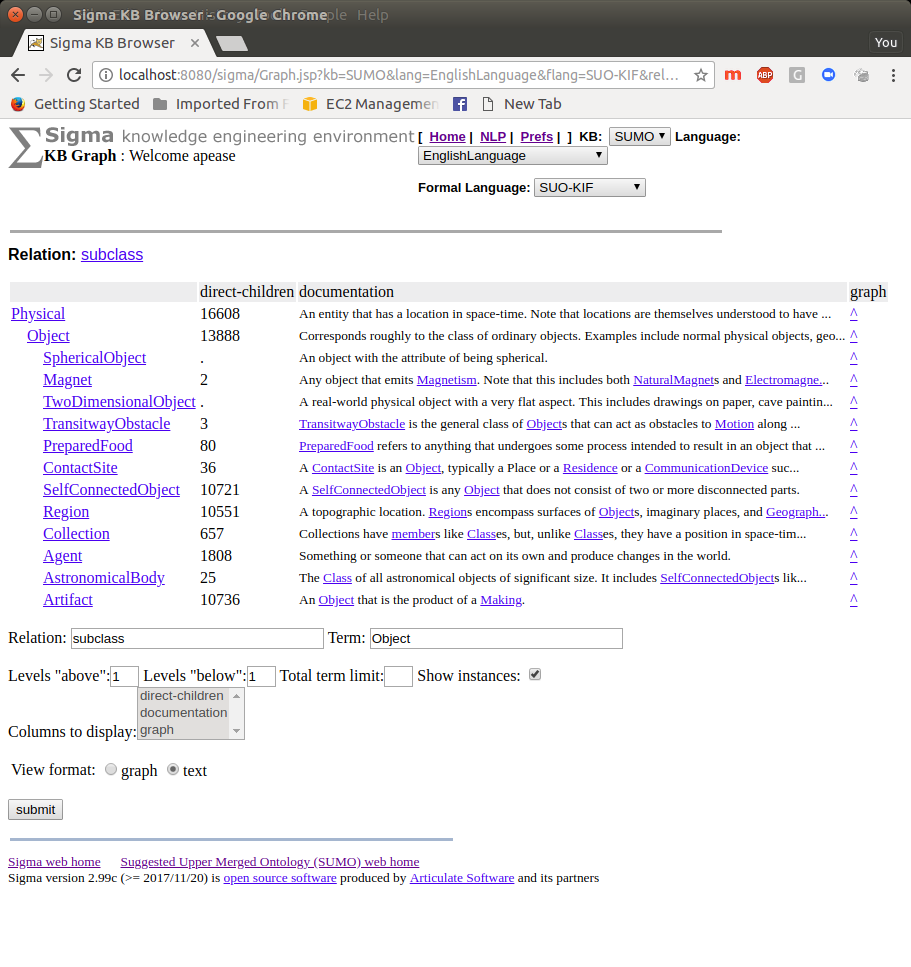 Sigma KB Browser - Google Chrome
Sigma KB Browser
You
localhost:8080/sigma/Graph.jsp?kb=SUMO&lang=EnglishLanguage&flang=SUO-KIF&rel...
Getting Started Imported From F EC2 Managemen New Tab
Sigma knowledge engineering environment [ Home | NLP | Prefs | ] KB: SUMO Language:
KB Graph : Welcome apease EnglishLanguage
Formal Language: SUO-KIF
Relation: subclass
direct-children documentation graph
Physical 16608 An entity that has a location in space-time. Note that locations are themselves understood to have ... ^
Object 13888 Corresponds roughly to the class of ordinary objects. Examples include normal physical objects, geo... ^
SphericalObject . An object with the attribute of being spherical. ^
Magnet 2 Any object that emits Magnetism. Note that this includes both NaturalMagnets and Electromagne... ^
TwoDimensionalObject . A real-world physical object with a very flat aspect. This includes drawings on paper, cave paintin... ^
TransitwayObstacle 3 TransitwayObstacle is the general class of Objects that can act as obstacles to Motion along ... ^
PreparedFood 80 PreparedFood refers to anything that undergoes some process intended to result in an object that ... ^
ContactSite 36 A ContactSite is an Object, typically a Place or a Residence or a CommunicationDevice suc... ^
SelfConnectedObject 10721 A SelfConnectedObject is any Object that does not consist of two or more disconnected parts. ^
Region 10551 A topographic location. Regions encompass surfaces of Objects, imaginary places, and Geograph... ^
Collection 657 Collections have members like Classes, but, unlike Classes, they have a position in space-tim... ^
Agent 1808 Something or someone that can act on its own and produce changes in the world. ^
AstronomicalBody 25 The Class of all astronomical objects of significant size. It includes SelfConnectedObjects lik... ^
Artifact 10736 An Object that is the product of a Making. ^
Relation: subclass Term: Object
Levels "above": 1 Levels "below": 1 Total term limit: Show instances:
direct-children
documentation
Columns to display: graph
View format: graph text
submit
Sigma web home Suggested Upper Merged Ontology (SUMO) web home
Sigma version 2.99c (>= 2017/11/20) is open source software produced by Articulate Software and its partners